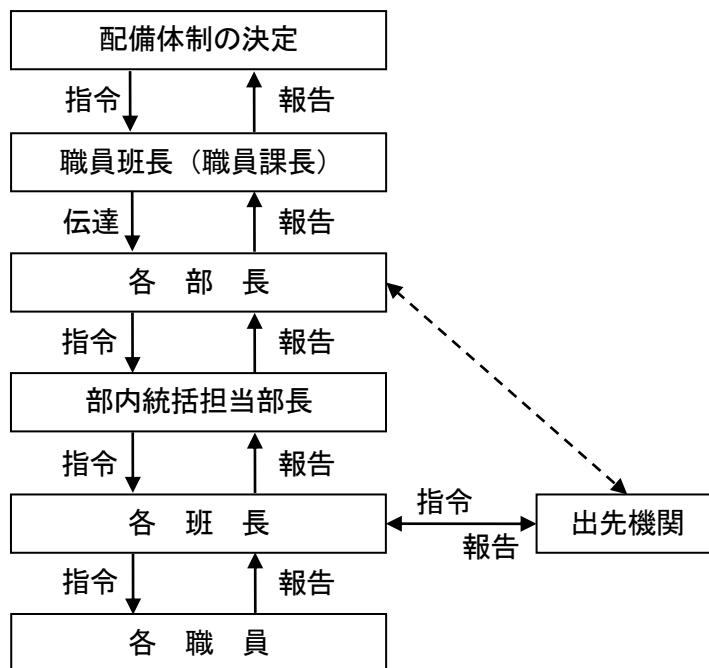 配備体制の決定
指令 報告
職員班長（職員課長）
伝達 報告
各　部　長
指令 報告
部内統括担当部長
指令 報告
各　班　長
指令
報告
出先機関
指令 報告
各　職　員